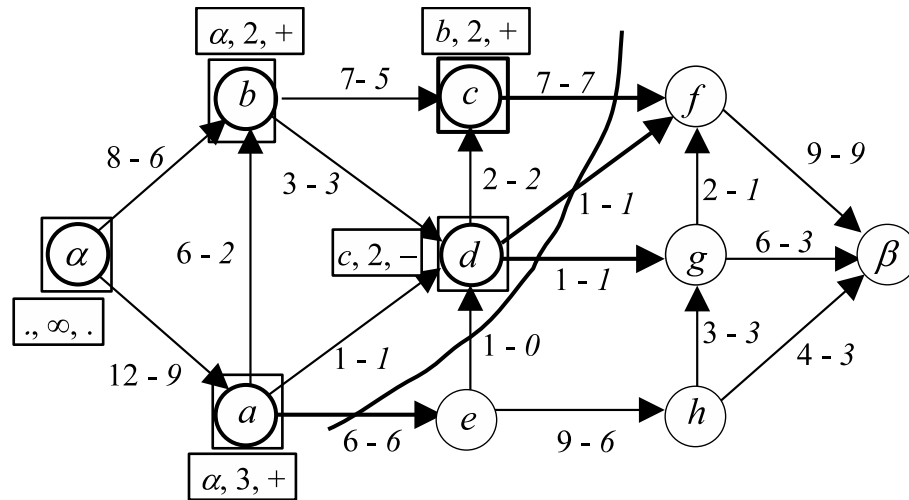 α, 2, +
b, 2, +
b
7 - 5
c
7 - 7
f
8 - 6
3 - 3
2 - 2
1 - 1
2 - 1
9 - 9
α
6 - 2
c, 2, −
d
1 - 1
g
6 - 3
β
., ∞, .
12 - 9
1 - 1
1 - 0
3 - 3
4 - 3
a
6 - 6
e
9 - 6
h
α, 3, +